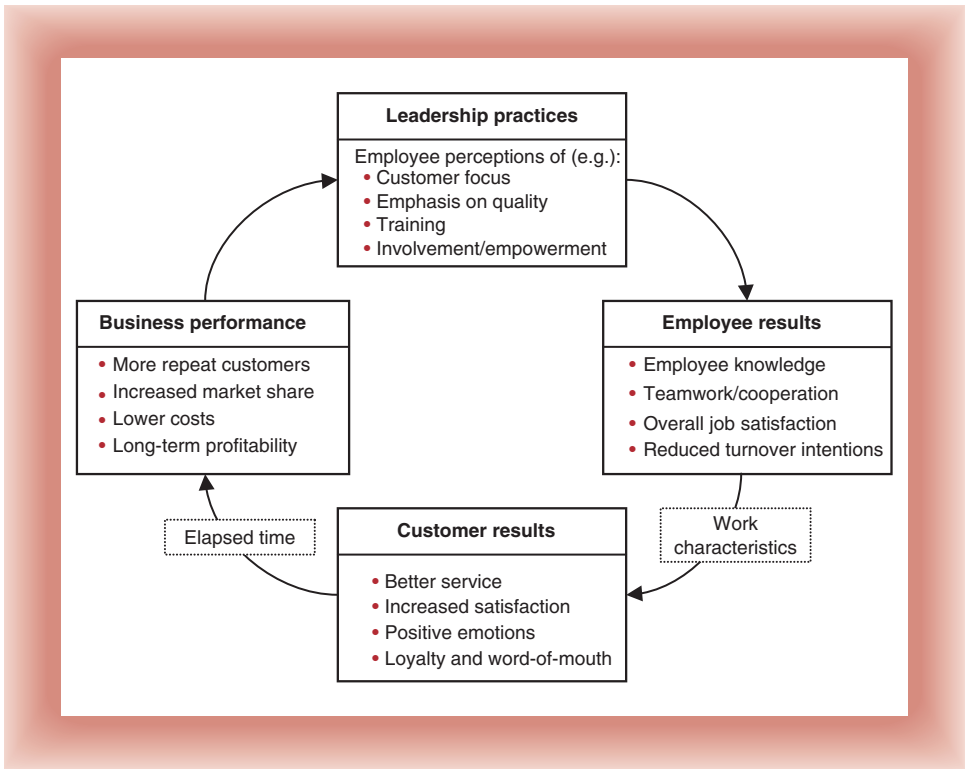 Leadership practices
Employee perceptions of (e.g.):
• Customer focus
• Emphasis on quality
• Training
• Involvement/empowerment
Employee results
• Employee knowledge
• Teamwork/cooperation
• Overall job satisfaction
• Reduced turnover intentions
Work
characteristics
Customer results
• Better service
• Increased satisfaction
• Positive emotions
• Loyalty and word-of-mouth
Elapsed time
Business performance
• More repeat customers
• Increased market share
• Lower costs
• Long-term profitability